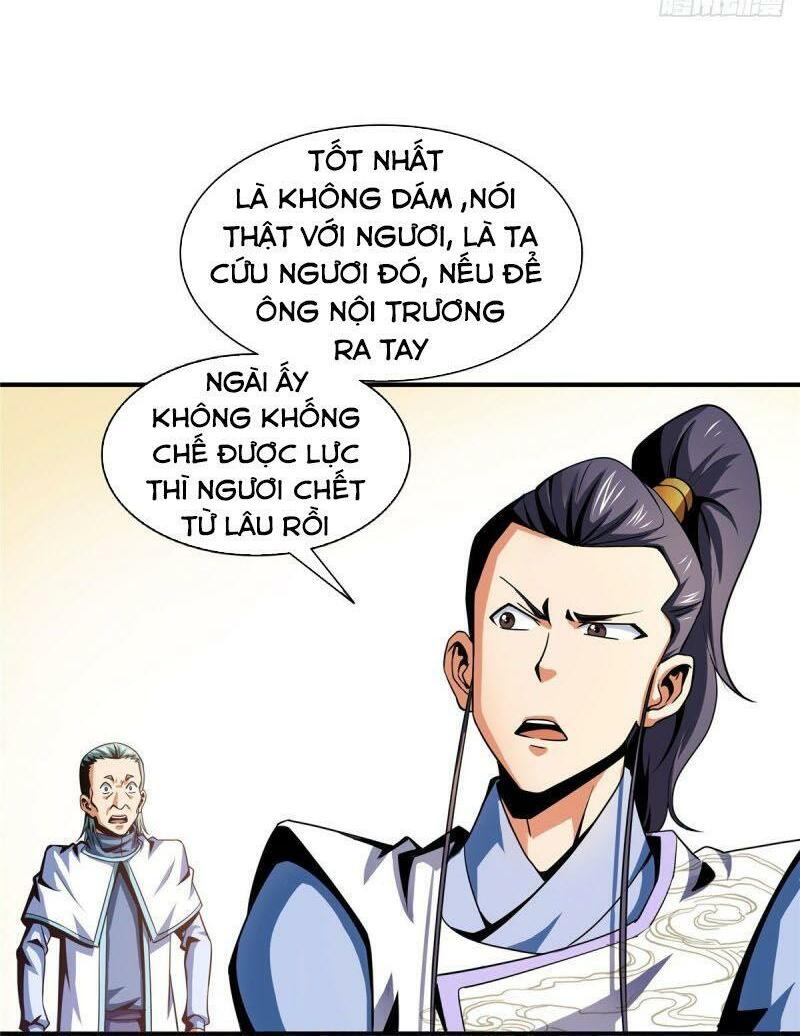 TỐT NHẤT
LÀ KHÔNG DÁM ,NÓI
THẬT VỚI NGƯƠI, LÀ TA
CỨU NGƯƠI ĐÓ, NẾU ĐỂ
ÔNG NỘI TRƯƠNG
RA TAY
NGÀI ẤY
KHÔNG KHỐNG
CHẾ ĐƯỢC LỰC
THÌ NGƯƠI CHẾT
TỪ LÂU RỒI